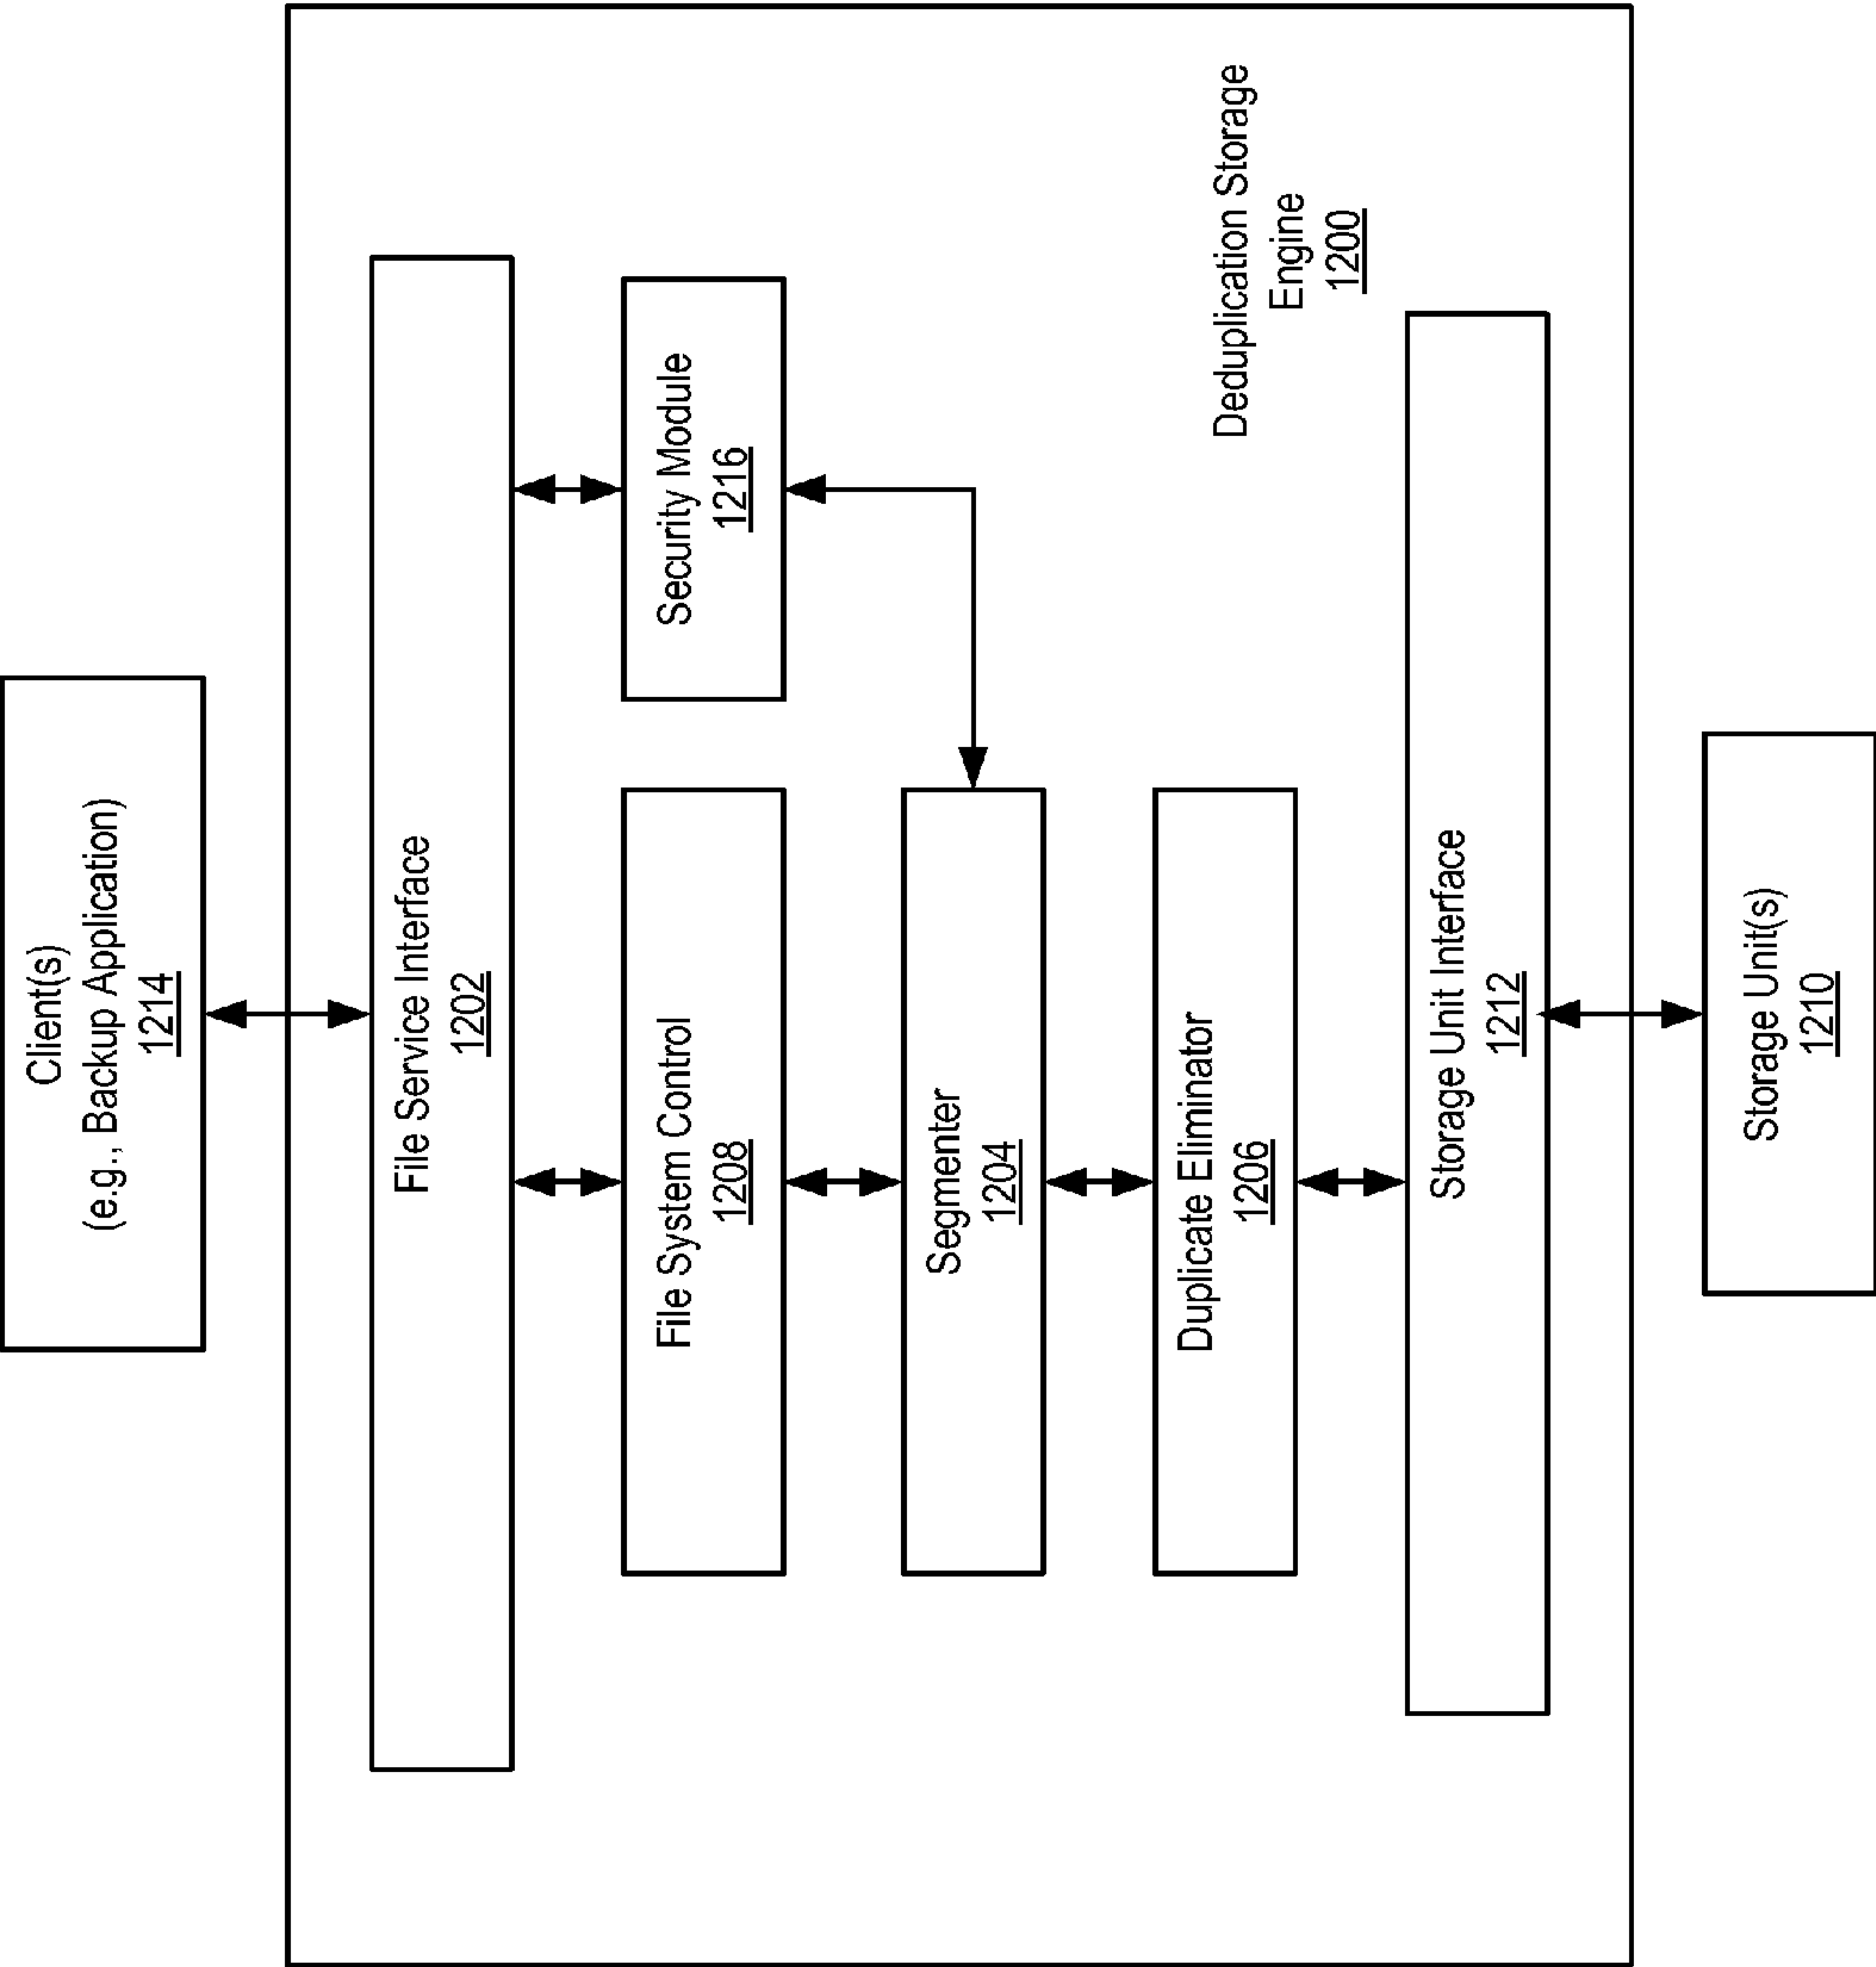 Client(s)
(e.g., Backup Application)
1214
File Service Interface
1202
File System Control
1208
Security Module
1216
Segmenter
1204
Duplicate Eliminator
1206
Deduplication Storage
Engine
1200
Storage Unit Interface
1212
Storage Unit(s)
1210